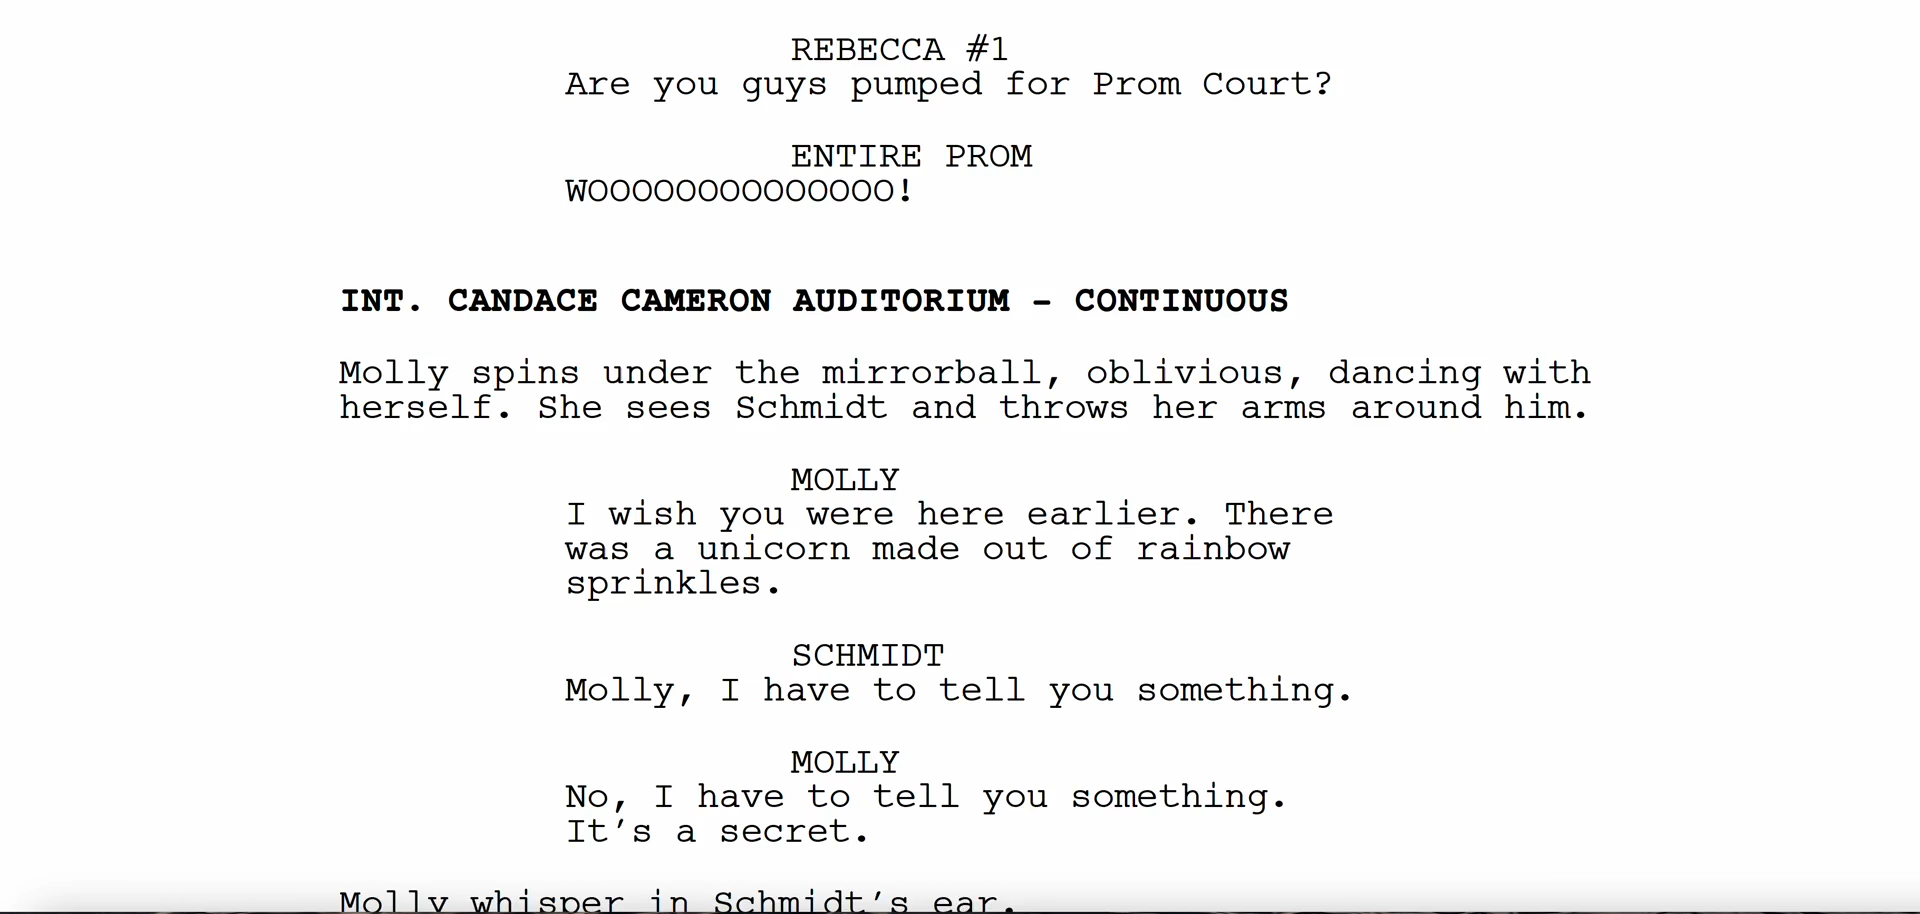 REBECCA #1
Are you guys pumped for Prom Court?
ENTIRE PROM
WOOOOOOOOOOOOOO!
INT. CANDACE CAMERON AUDITORIUM – CONTINUOUS
Molly spins under the mirrorball, oblivious, dancing with
herself. She sees Schmidt and throws her arms around him.
MOLLY
I wish you were here earlier. There
was a unicorn made out of rainbow
sprinkles.
SCHMIDT
Molly, I have to tell you something.
MOLLY
No, I have to tell you something.
It’s a secret.
Molly whisper in Schmidt’s ear.